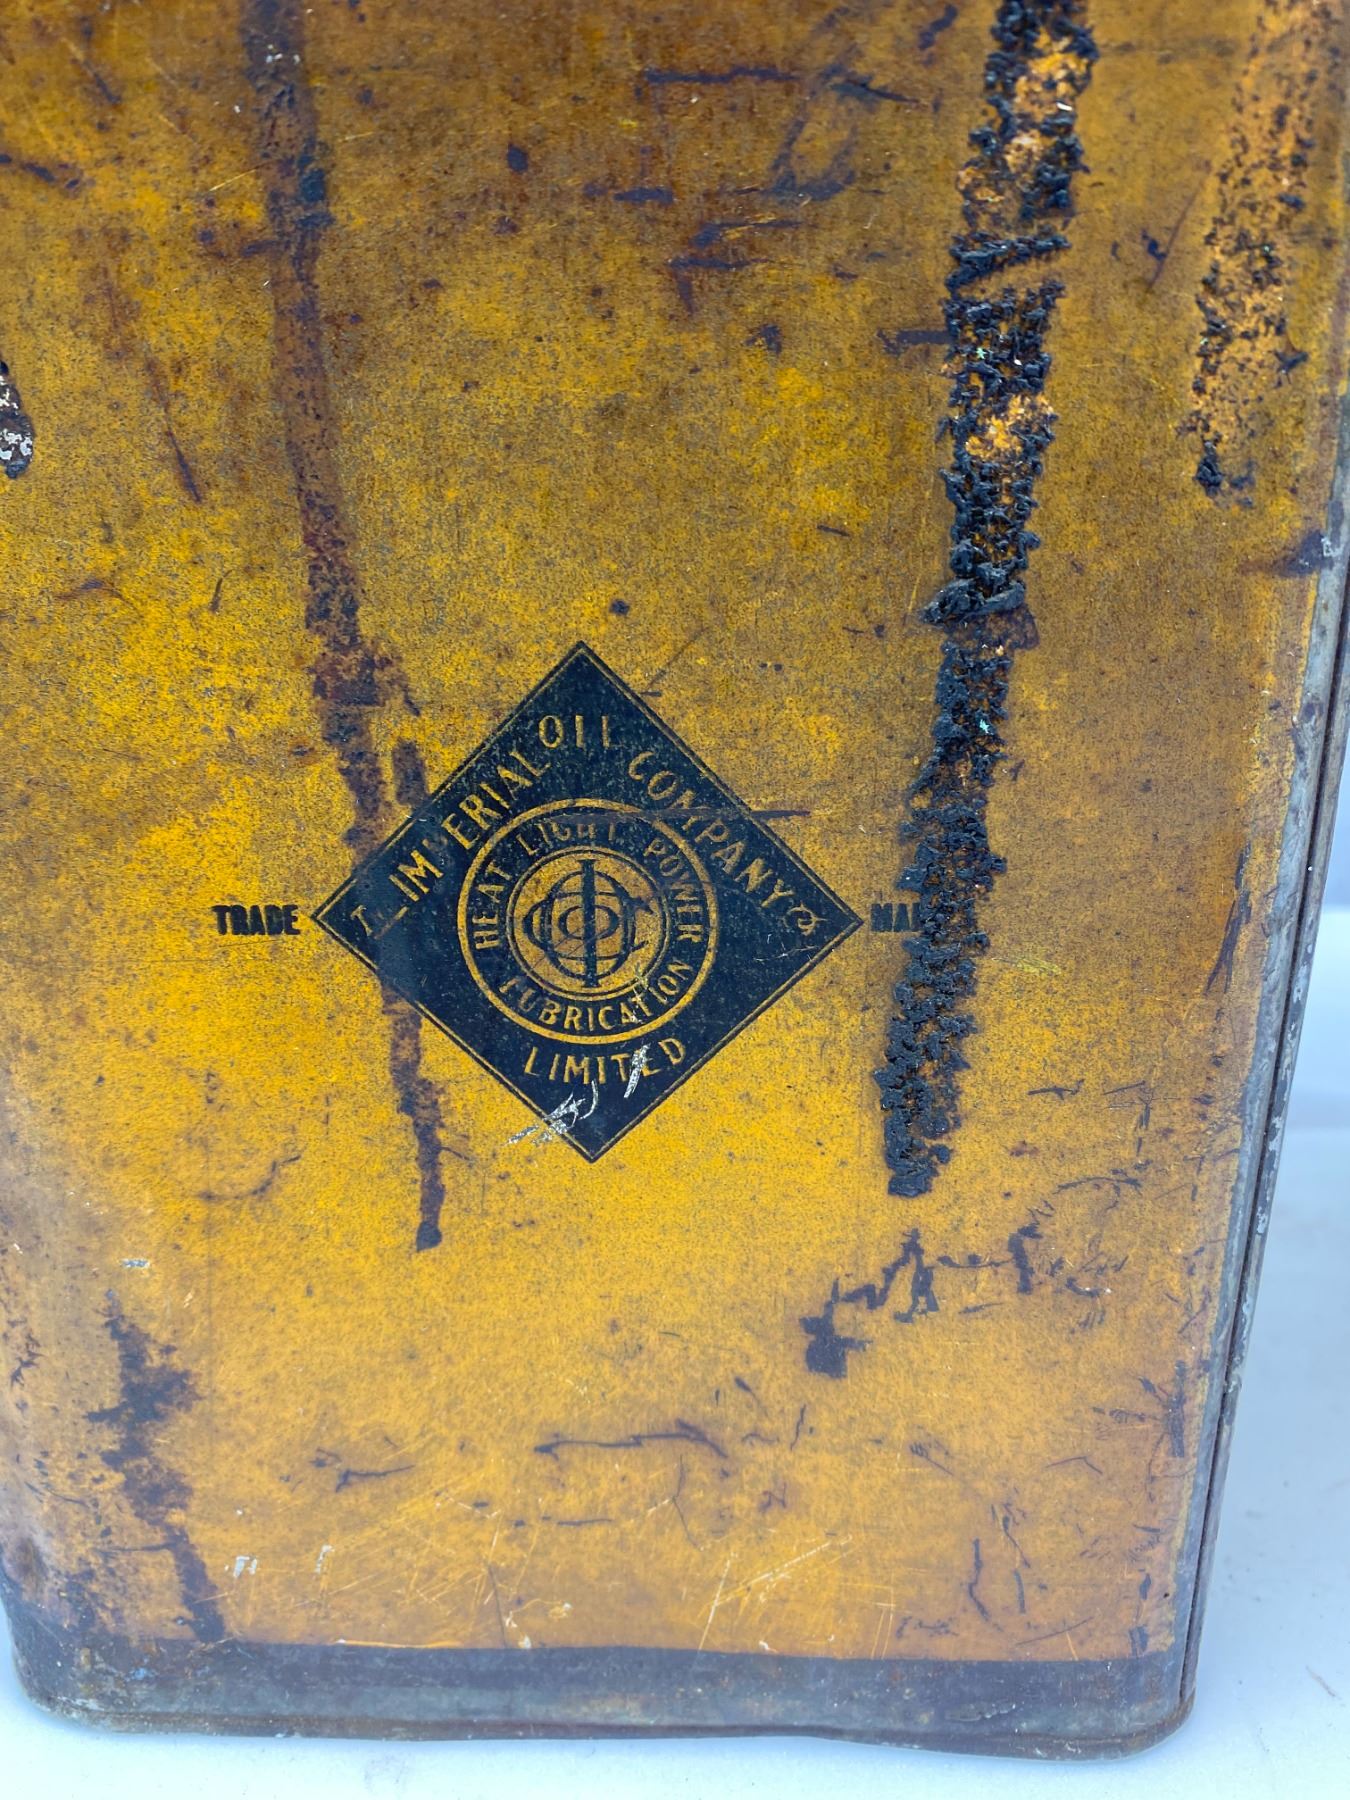 THE IMPERIAL OIL COMPANY
HEAT LIGHT POWER
LUBRICATION
LIMITED
TRADE